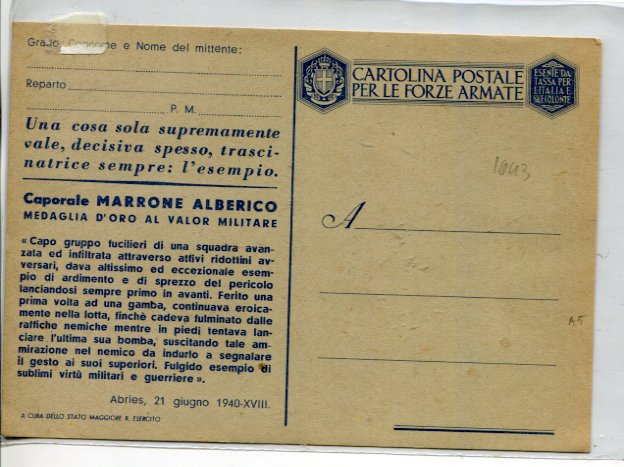 Grado, Cognome e Nome del mittente:
Reparto
P. M.
Una cosa sola supremamente
vale, decisiva spesso, trasci-
natrice sempre: l'esempio.
Caporale MARRONE ALBERICO
MEDAGLIA D'ORO AL VALOR MILITARE
« Capo gruppo fucilieri di una squadra avan-
zata ed infiltrata attraverso attivi ridottini av-
versari, dava altissimo ed eccezionale esem-
pio di ardimento e di sprezzo del pericolo
lanciandosi sempre primo in avanti. Ferito una
prima volta ad una gamba, continuava eroica-
mente nella lotta, finchè cadeva fulminato dalle
raffiche nemiche mentre in piedi tentava lan-
ciare l'ultima sua bomba, suscitando tale am-
mirazione nel nemico da indurlo a segnalare
il gesto ai suoi superiori. Fulgido esempio di
sublimi virtù militari e guerriere ».
Abries, 21 giugno 1940-XVIII.
A CURA DELLO STATO MAGGIORE R. ESERCITO
CARTOLINA POSTALE
PER LE FORZE ARMATE
ESENTE DA
TASSA PER
L'ITALIA E
SUE COLONIE
A
A5